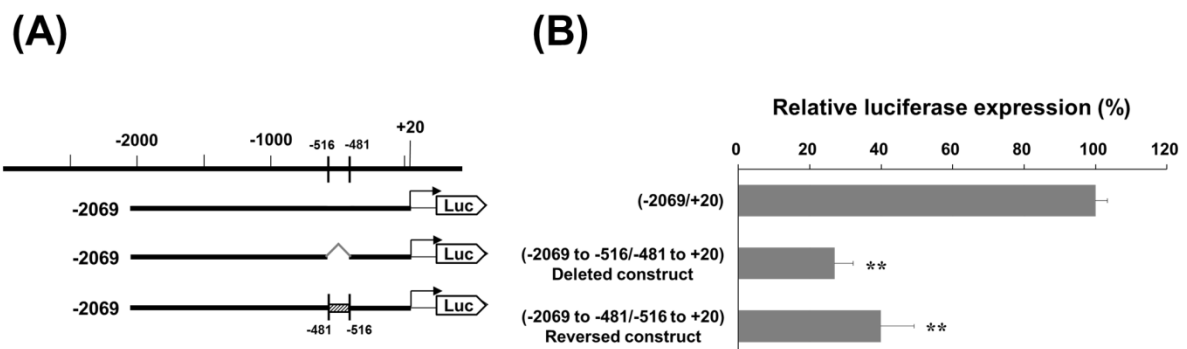 (A)
-2000
-1000
+20
-516
-481
-2069
Luc
-2069
Luc
-2069
Luc
-481
-516
(B)
Relative luciferase expression (%)
0 20 40 60 80 100 120
(-2069/+20)
(-2069 to -516/-481 to +20)
Deleted construct
**
(-2069 to -481/-516 to +20)
Reversed construct
**